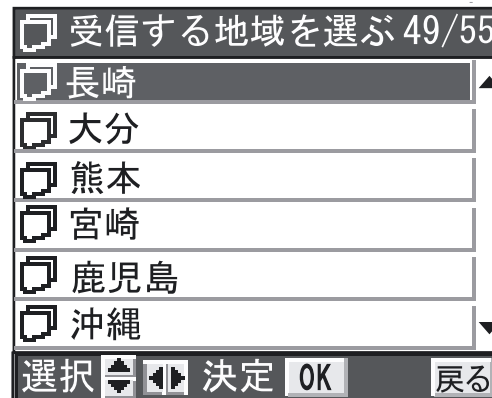 受信する地域を選ぶ 49/55
長崎
大分
熊本
宮崎
鹿児島
沖縄
選択 決定 OK 戻る